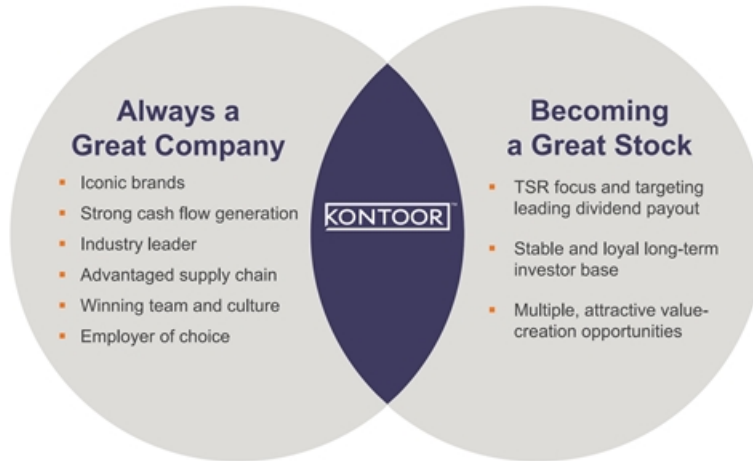 Always a
Great Company
▪ Iconic brands
▪ Strong cash flow generation
▪ Industry leader
▪ Advantaged supply chain
▪ Winning team and culture
▪ Employer of choice
KONTOOR™
Becoming
a Great Stock
▪ TSR focus and targeting
leading dividend payout
▪ Stable and loyal long-term
investor base
▪ Multiple, attractive value-
creation opportunities